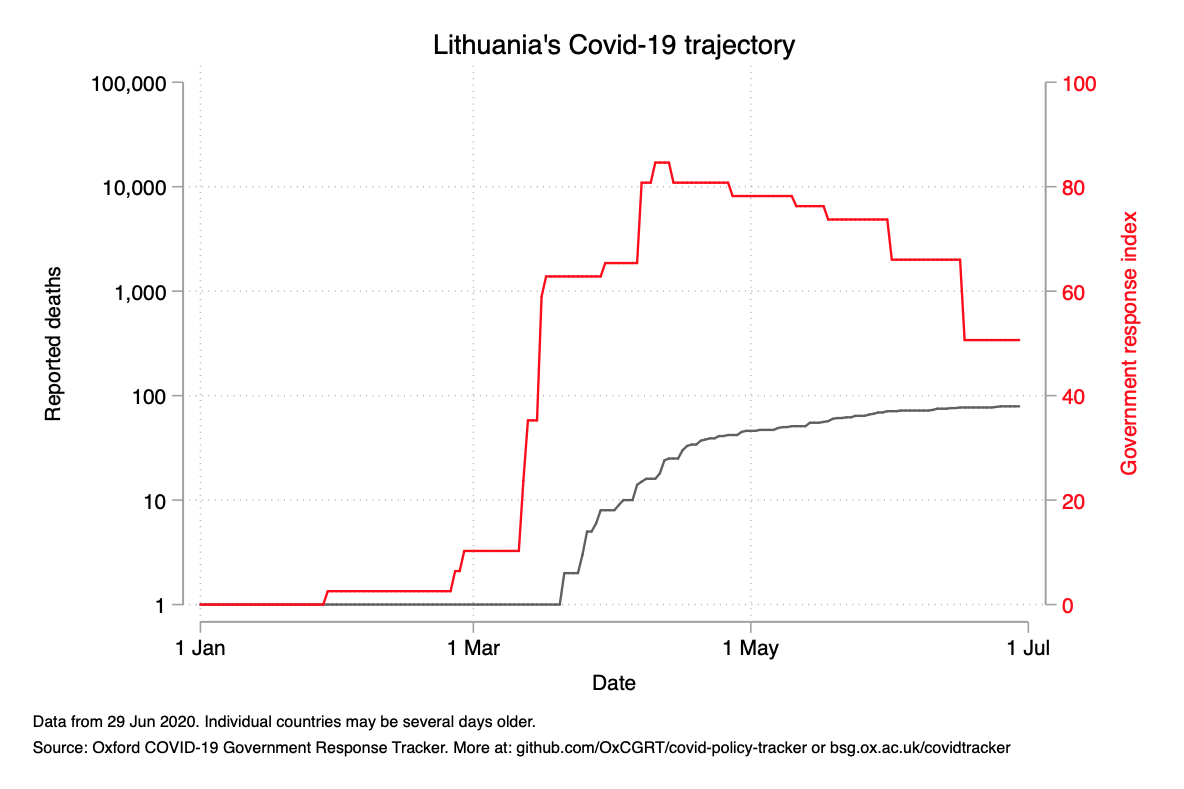 Lithuania's Covid-19 trajectory
100,000
10,000
1,000
100
10
1
Reported deaths
100
80
60
40
20
0
Government response index
1 Jan
1 Mar
1 May
1 Jul
Date
Data from 29 Jun 2020. Individual countries may be several days older.
Source: Oxford COVID-19 Government Response Tracker. More at: github.com/OxCGRT/covid-policy-tracker or bsg.ox.ac.uk/covidtracker